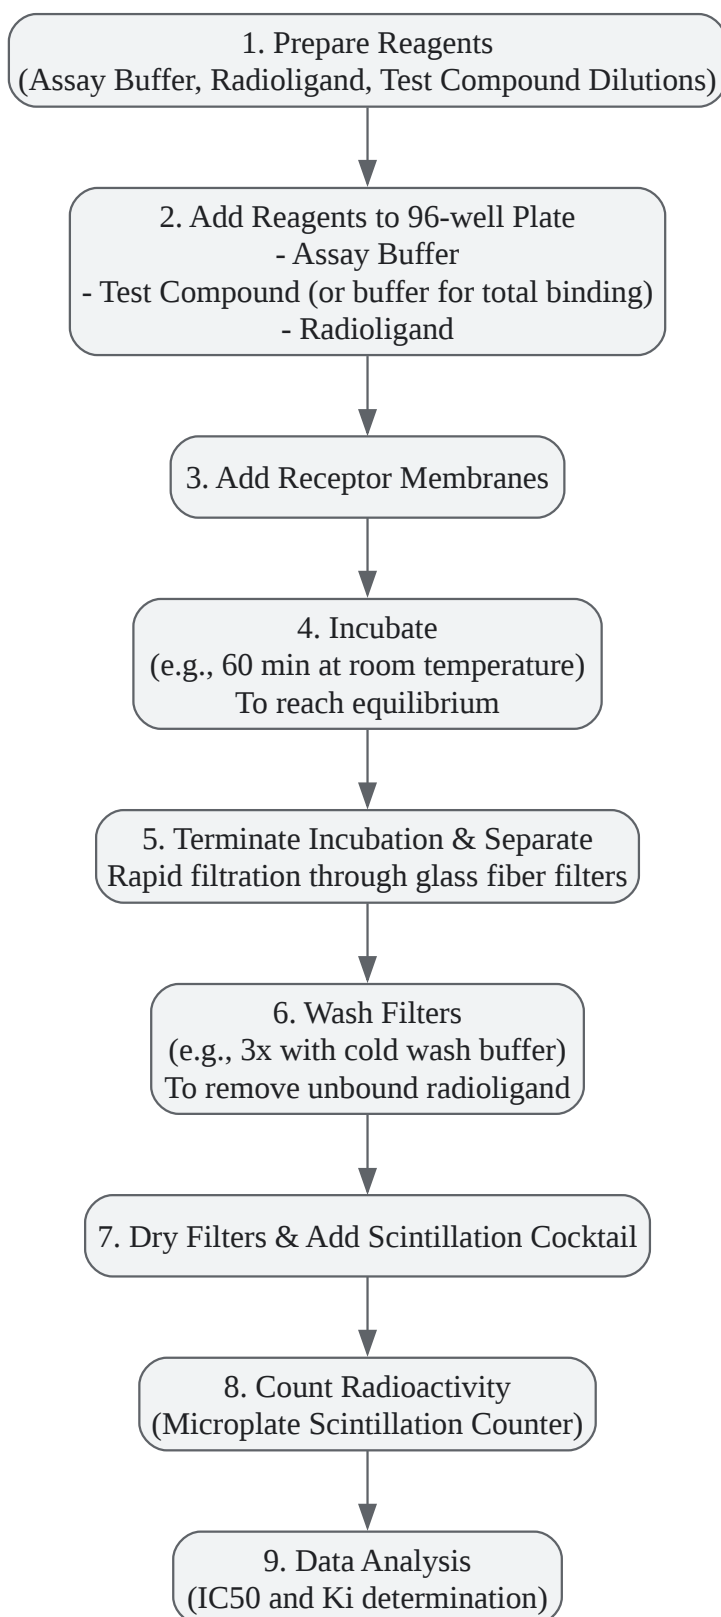 1. Prepare Reagents
(Assay Buffer, Radioligand, Test Compound Dilutions)
2. Add Reagents to 96-well Plate
- Assay Buffer
- Test Compound (or buffer for total binding)
- Radioligand
3. Add Receptor Membranes
4. Incubate
(e.g., 60 min at room temperature)
To reach equilibrium
5. Terminate Incubation & Separate
Rapid filtration through glass fiber filters
6. Wash Filters
(e.g., 3x with cold wash buffer)
To remove unbound radioligand
7. Dry Filters & Add Scintillation Cocktail
8. Count Radioactivity
(Microplate Scintillation Counter)
9. Data Analysis
(IC50 and Ki determination)